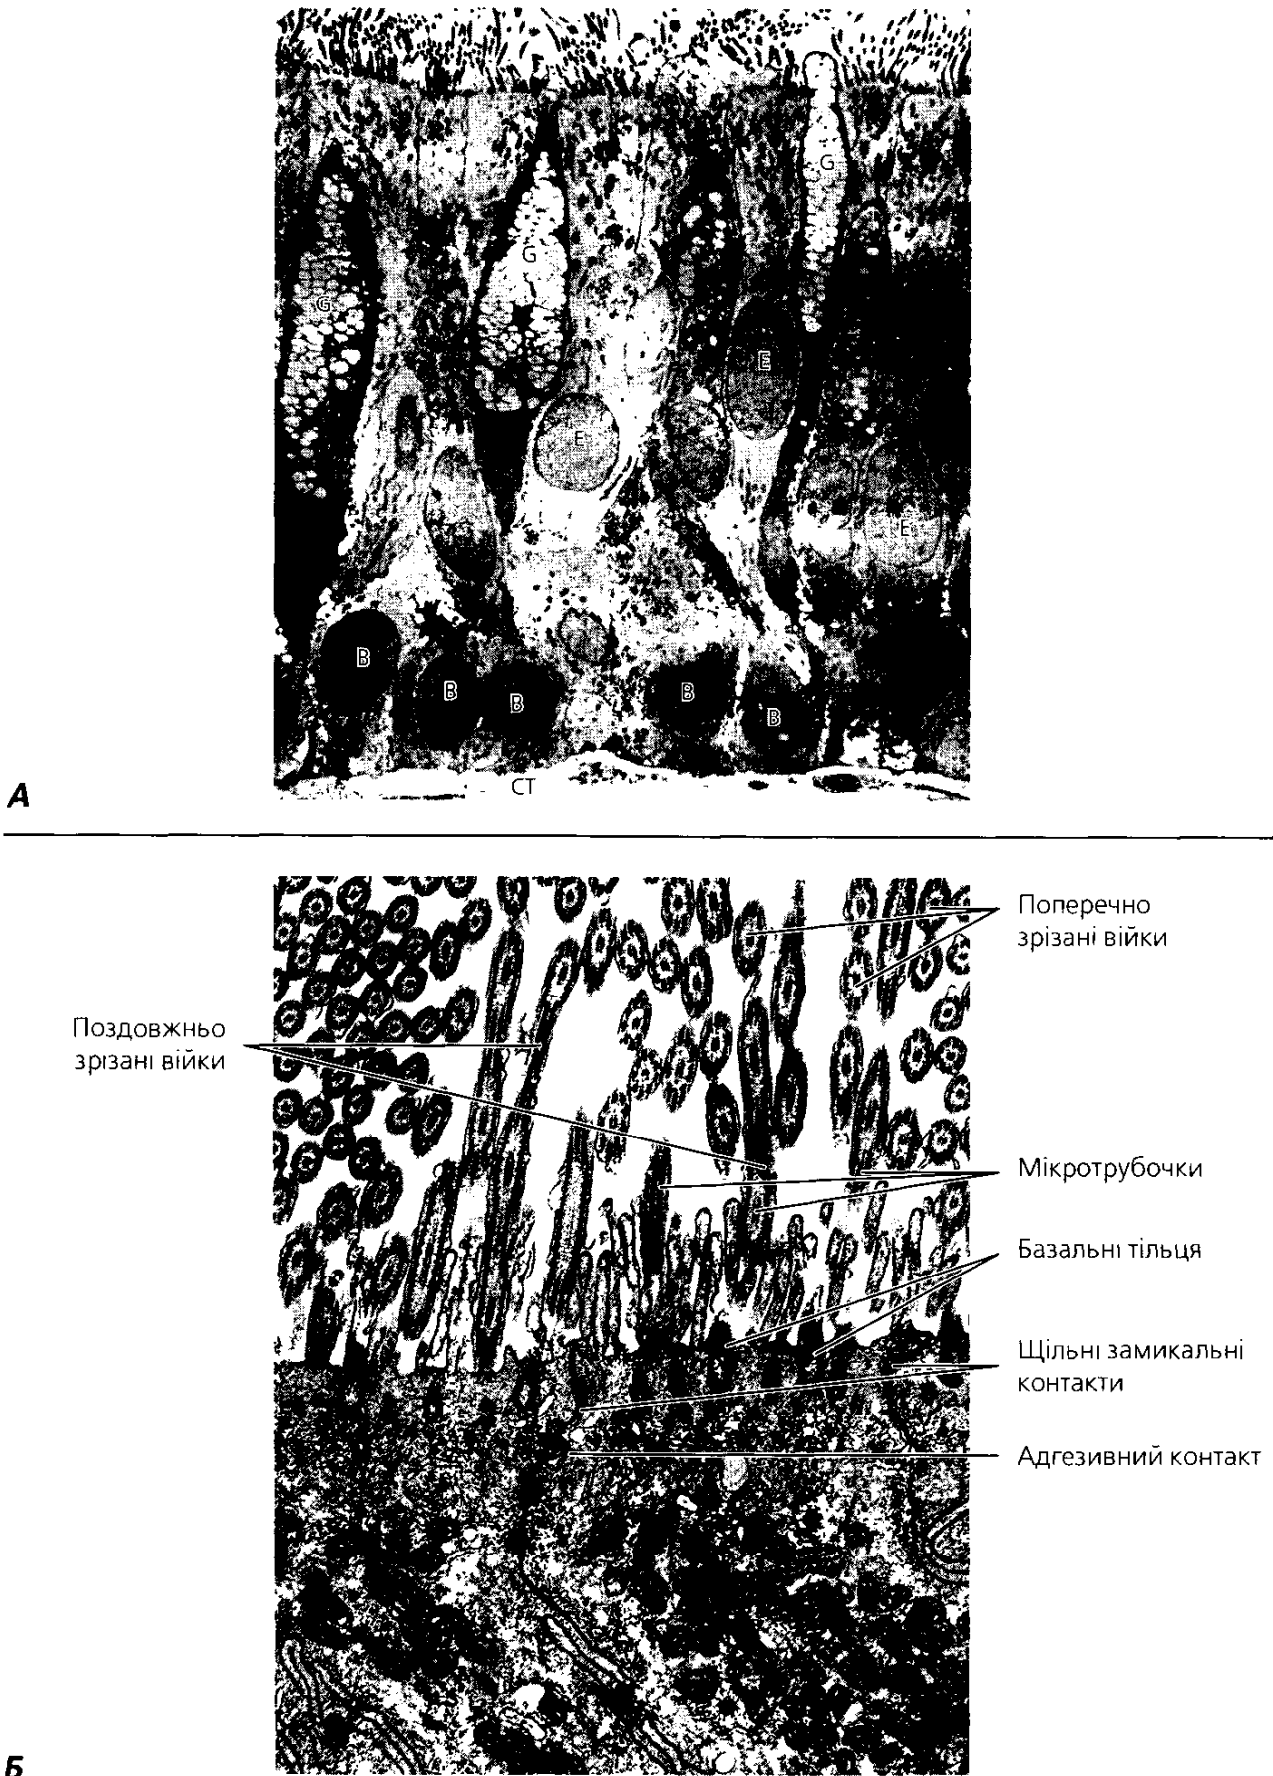 G
G
G
E
E
E
B
B
B
B
B
CT
А
Поперечно
зрізані війки
Поздовжньо
зрізані війки
Мікротрубочки
Базальні тільця
Щільні замикальні
контакти
Адгезивний контакт
Б